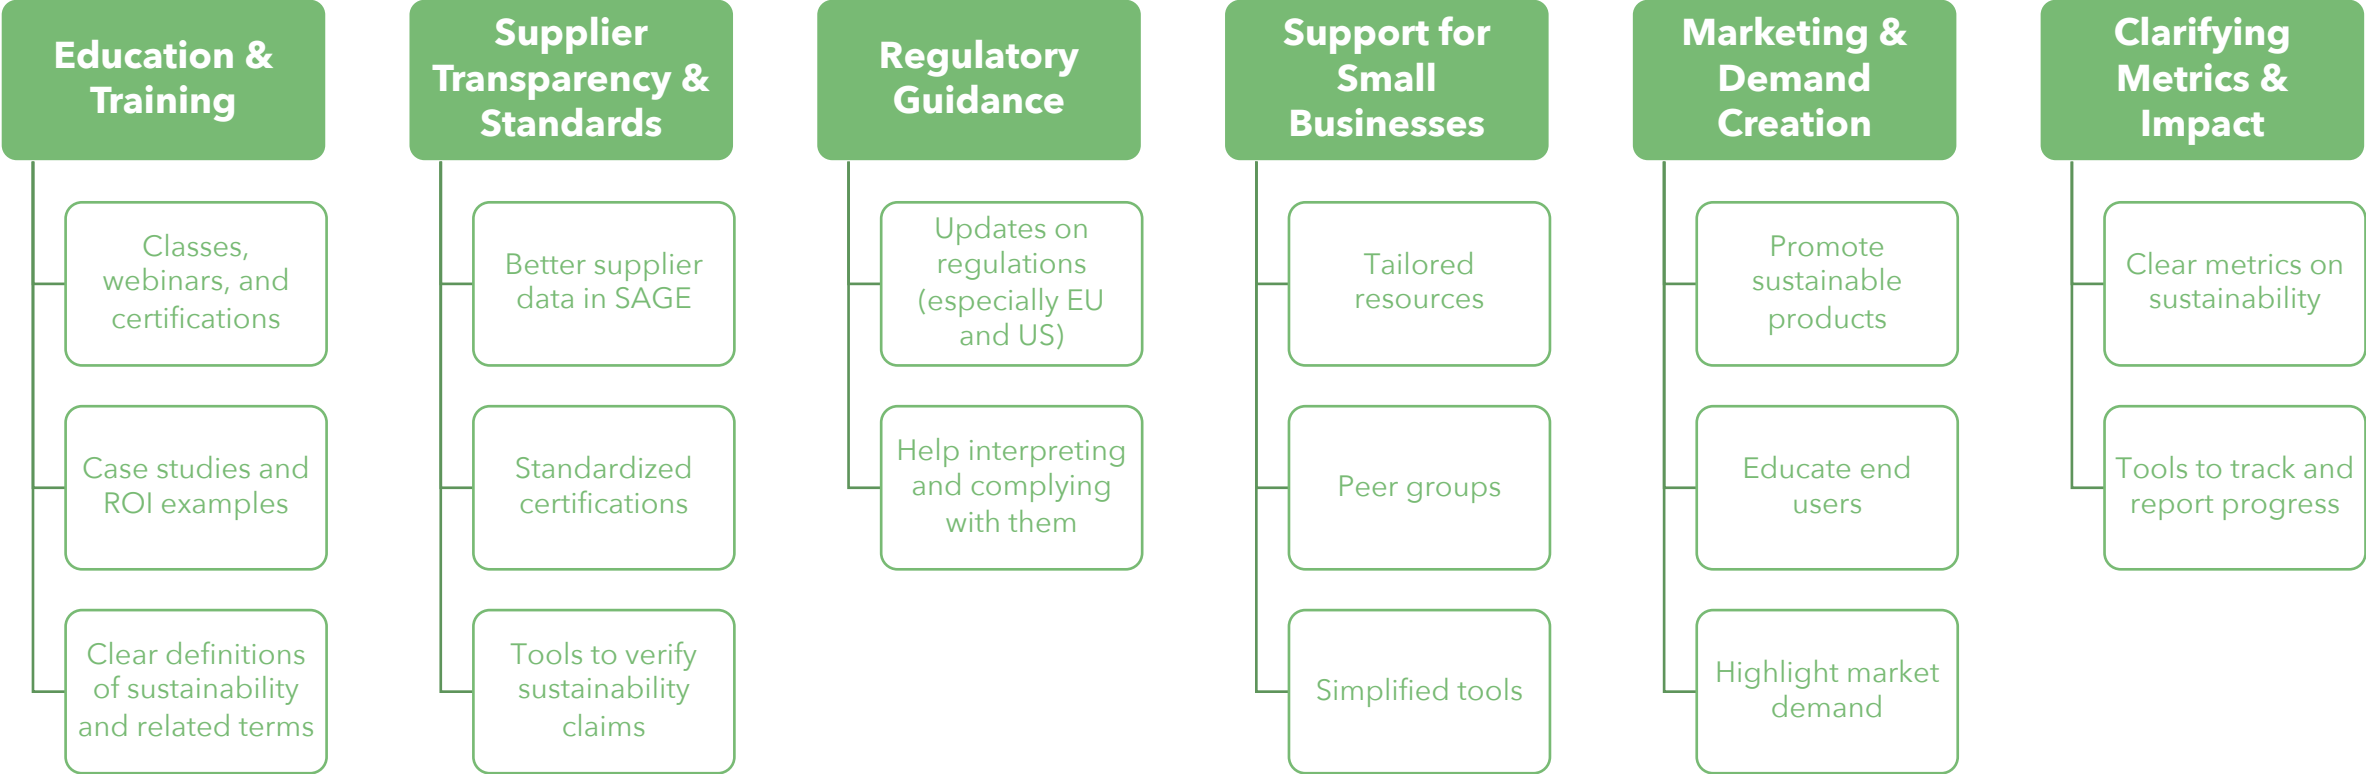 Education &
Training
Classes,
webinars, and
certifications
Case studies and
ROI examples
Clear definitions
of sustainability
and related terms
Supplier
Transparency &
Standards
Better supplier
data in SAGE
Standardized
certifications
Tools to verify
sustainability
claims
Regulatory
Guidance
Updates on
regulations
(especially EU
and US)
Help interpreting
and complying
with them
Support for
Small
Businesses
Tailored
resources
Peer groups
Simplified tools
Marketing &
Demand
Creation
Promote
sustainable
products
Educate end
users
Highlight market
demand
Clarifying
Metrics &
Impact
Clear metrics on
sustainability
Tools to track and
report progress